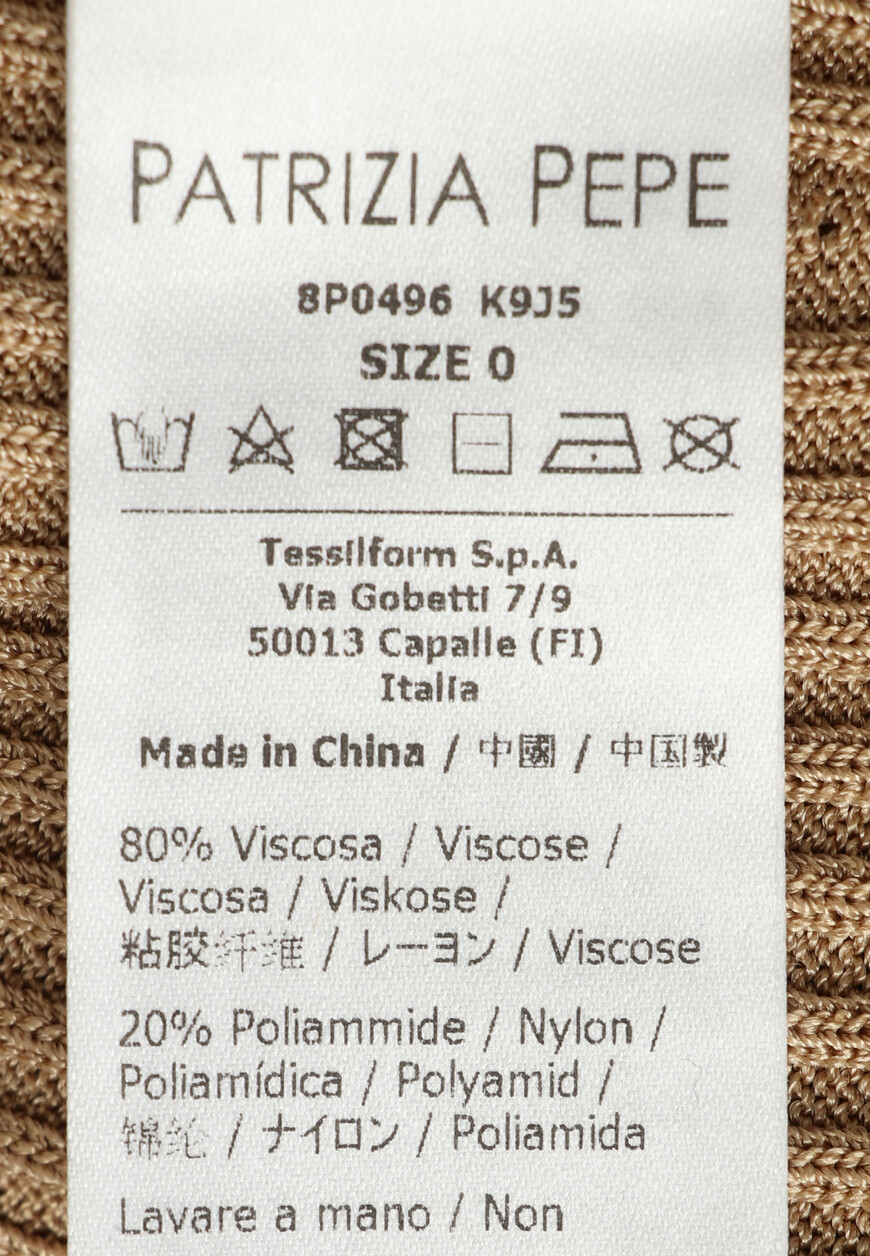 PATRIZIA PEPE
8P0496 K9J5
SIZE 0
Tessilform S.p.A.
Via Gobetti 7/9
50013 Capalle (FI)
Italia
Made in China / 中國 / 中国製
80% Viscosa / Viscose /
Viscosa / Viskose /
粘胶纤维 / レーヨン / Viscose
20% Poliammide / Nylon /
Poliamídica / Polyamid /
锦纶 / ナイロン / Poliamida
Lavare a mano / Non